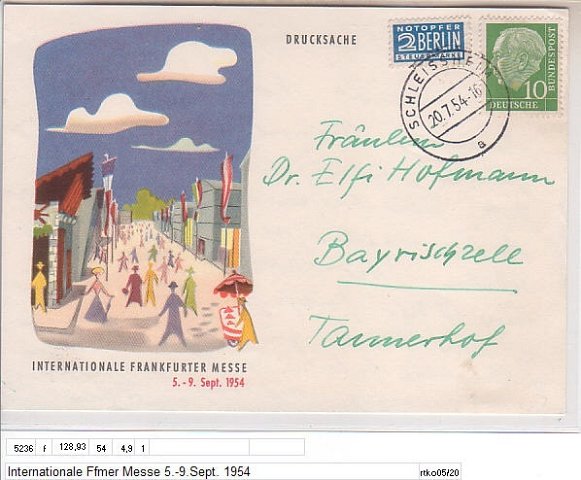 DRUCKSACHE
NOTOPFER
2 BERLIN
STEUERMARKE
10
DEUTSCHE
BUNDESPOST
SCHLEISSHEIM
20.7.54-16
a
Fräulein
Dr. Elfi Hofmann
Bayrischzell
Tannerhof
INTERNATIONALE FRANKFURTER MESSE
5.-9. Sept. 1954
5236 f 128,93 54 4,9 1
Internationale Ffmer Messe 5.-9.Sept. 1954 rtko05/20